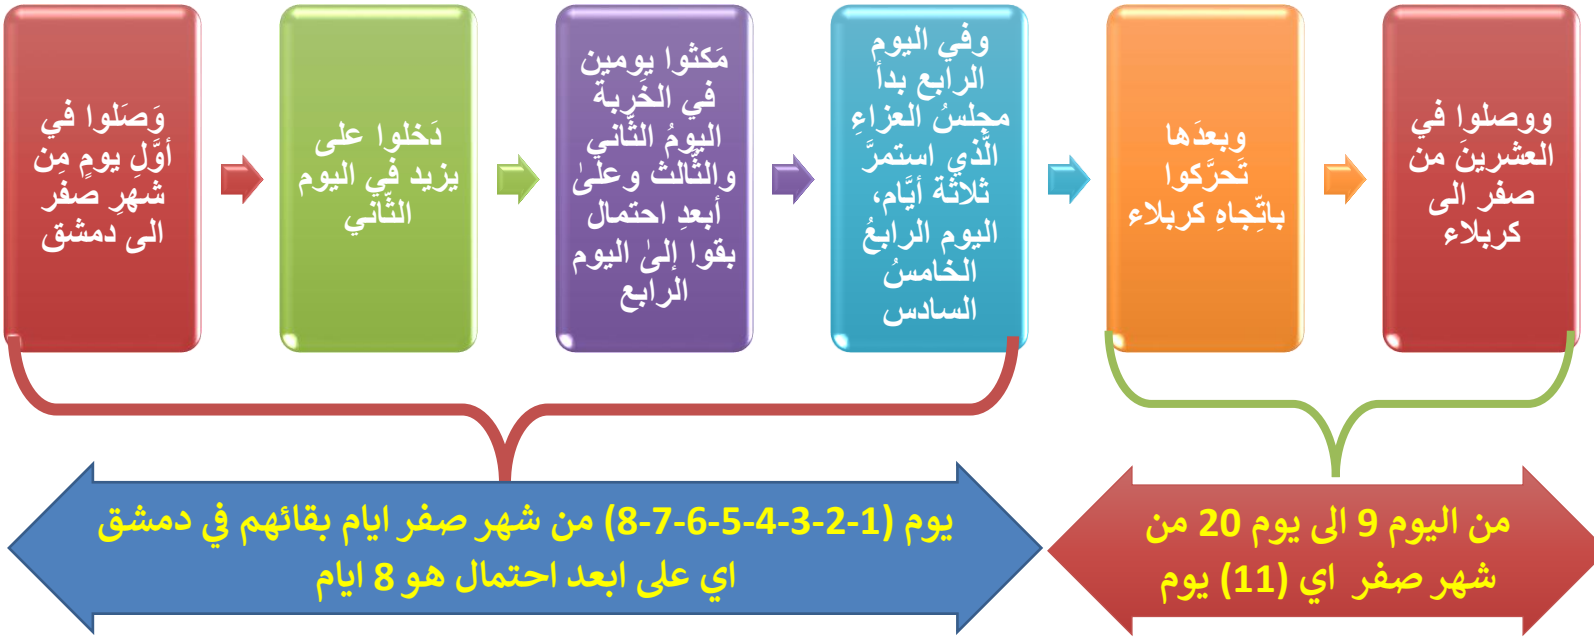 وَصَلوا في
أوَّلِ يومٍ مِن
شهرِ صفَر
الى دمشق
دَخلوا على
يزيد في اليوم
الثّاني
مَكثوا يومين
في الخَرِبة
اليومُ الثَّاني
والثَّالث وعلىٰ
أبعدِ احتمال
بقوا إلىٰ اليوم
الرابع
وفي اليوم
الرابع بدأ
مجلسُ العزاءِ
الَّذي استمرَّ
ثلاثة أيَّام،
اليوم الرابعُ
الخامسُ
السادس
وبعدَها
تَحرَّكوا
باتِّجاهِ كربلاء
ووصلوا في
العشرينَ من
صفر الى
كربلاء
يوم (1-2-3-4-5-6-7-8) من شهر صفر ايام بقائهم في دمشق
اي على ابعد احتمال هو 8 ايام
من اليوم 9 الى يوم 20 من
شهر صفر اي (11) يوم